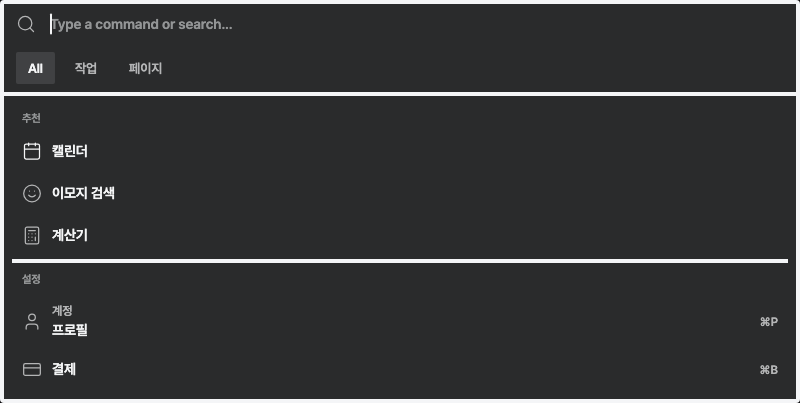 Type a command or search...
All 작업 페이지
추천
캘린더
이모지 검색
계산기
설정
계정
프로필 ⌘P
결제 ⌘B